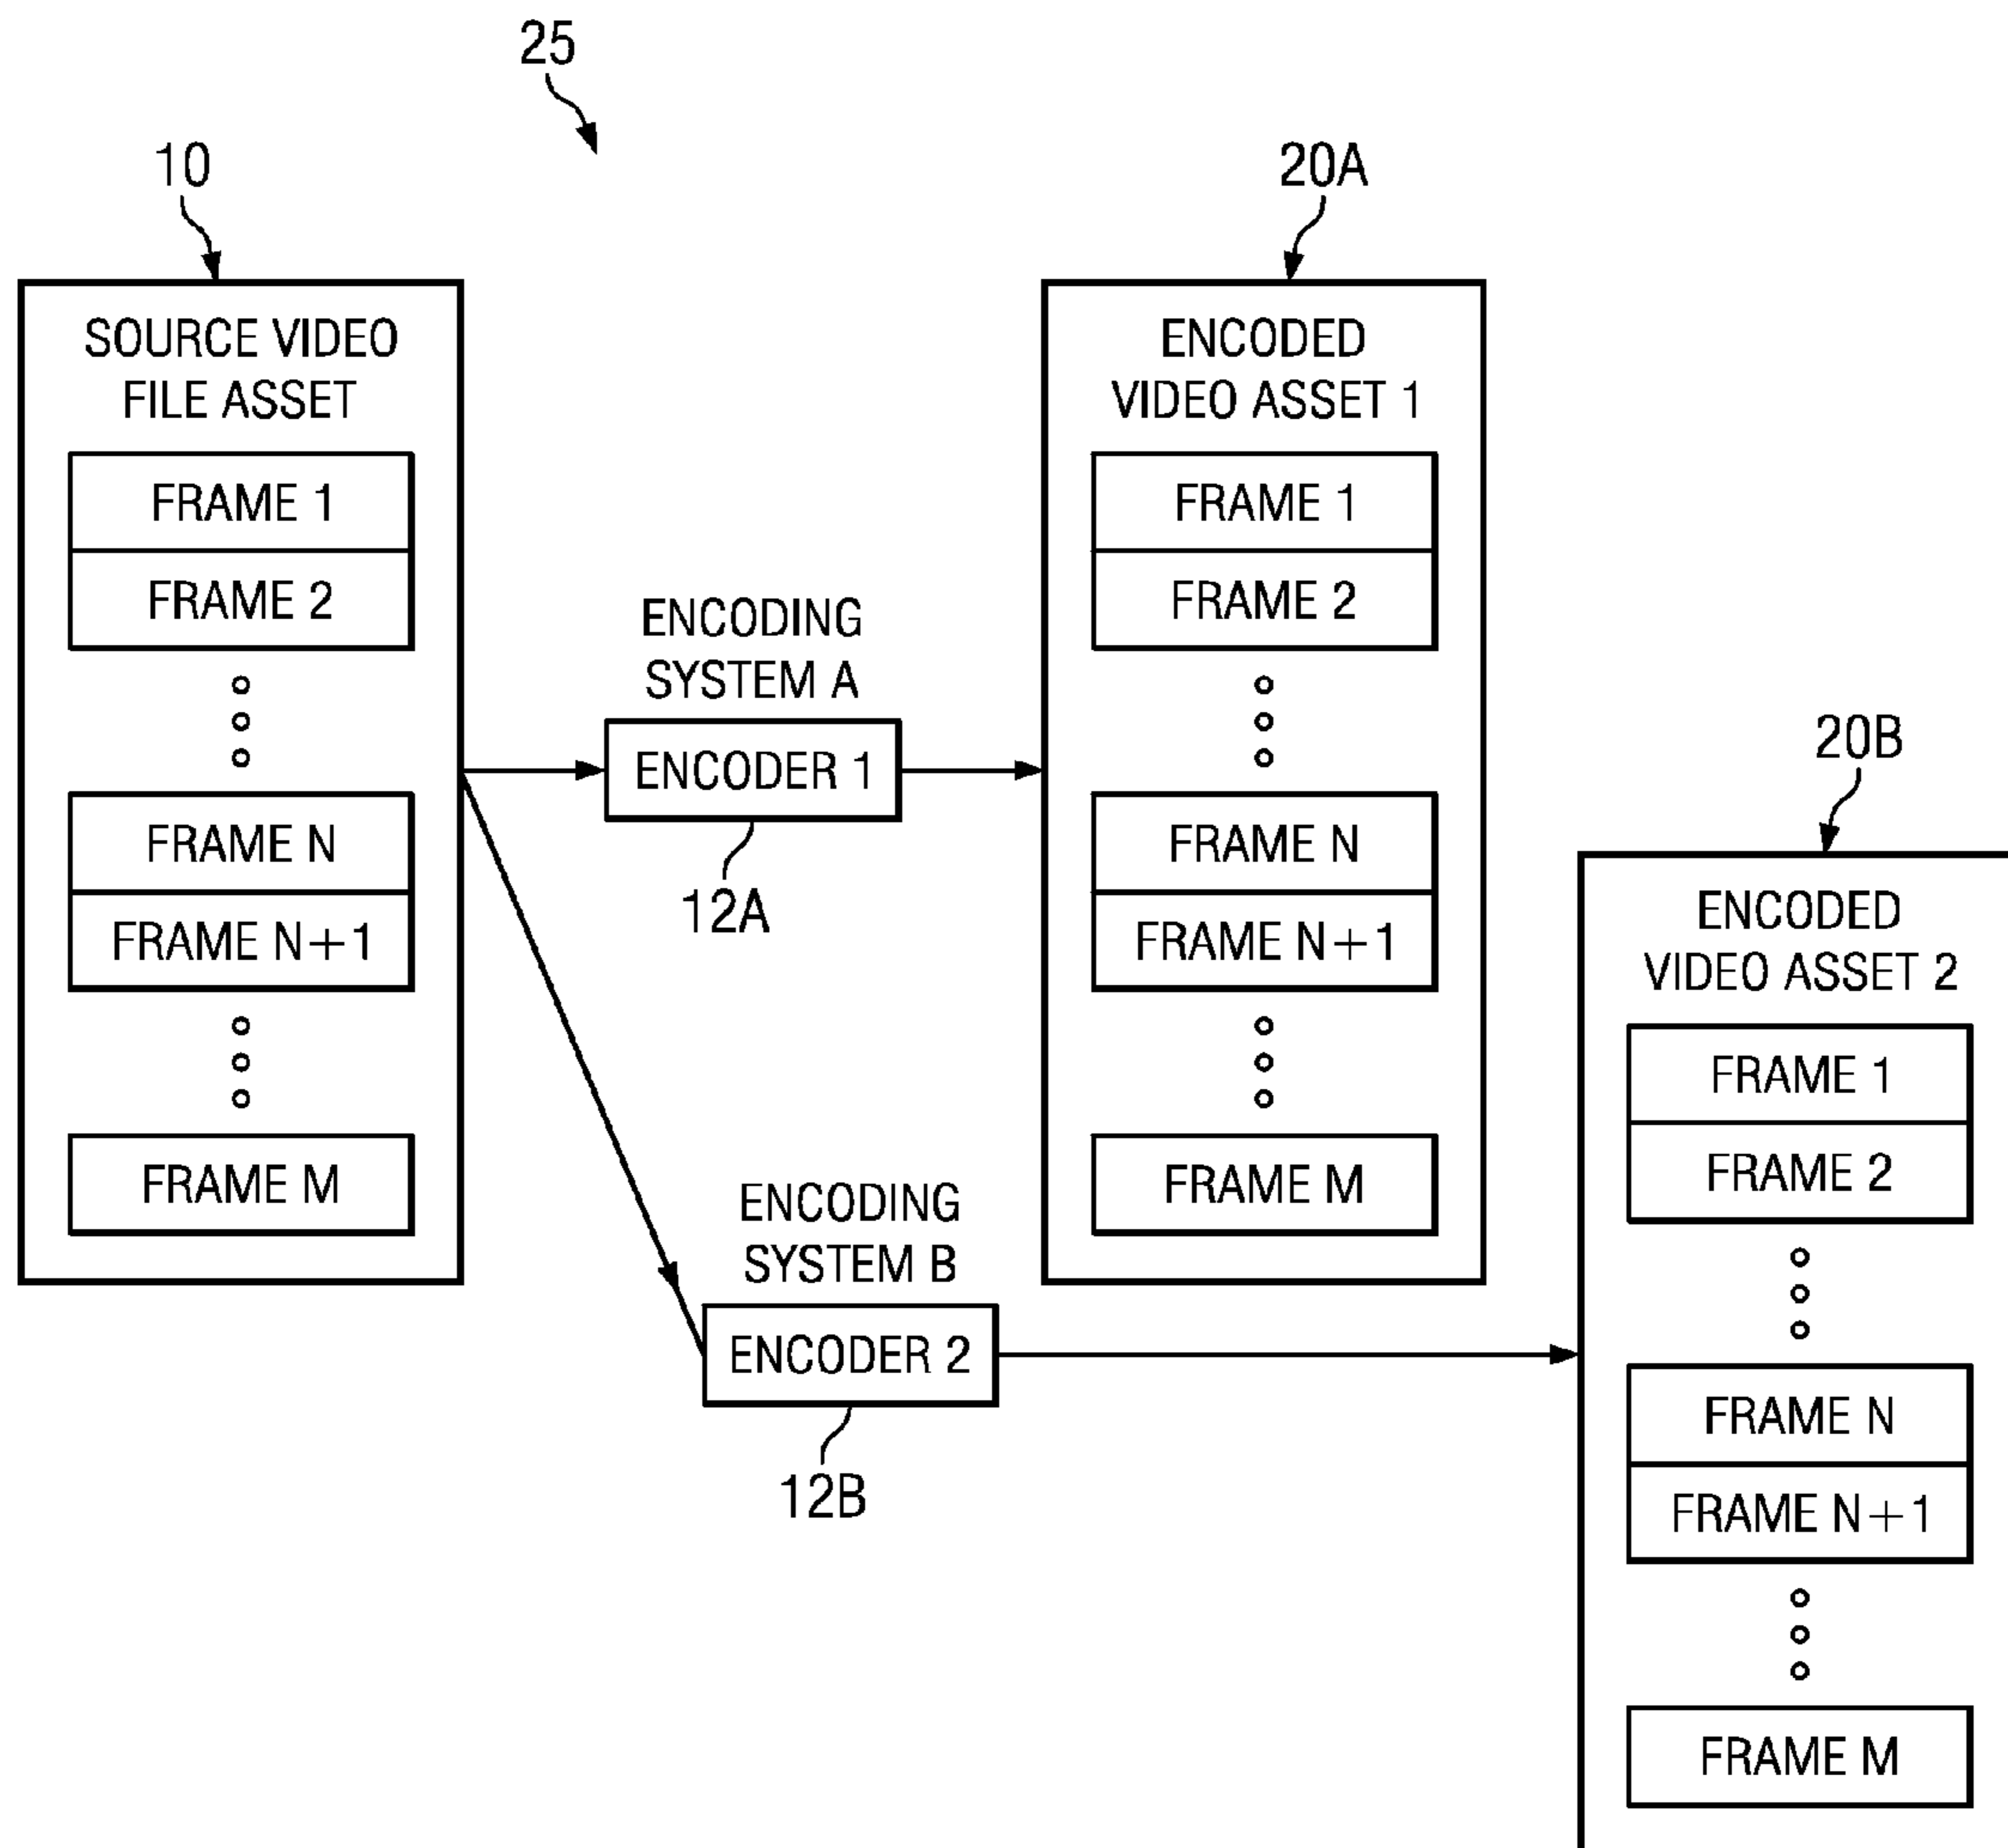 25
10
SOURCE VIDEO
FILE ASSET
FRAME 1
FRAME 2
FRAME N
FRAME N+1
FRAME M
ENCODING
SYSTEM A
ENCODER 1
12A
ENCODING
SYSTEM B
ENCODER 2
12B
20A
ENCODED
VIDEO ASSET 1
FRAME 1
FRAME 2
FRAME N
FRAME N+1
FRAME M
20B
ENCODED
VIDEO ASSET 2
FRAME 1
FRAME 2
FRAME N
FRAME N+1
FRAME M